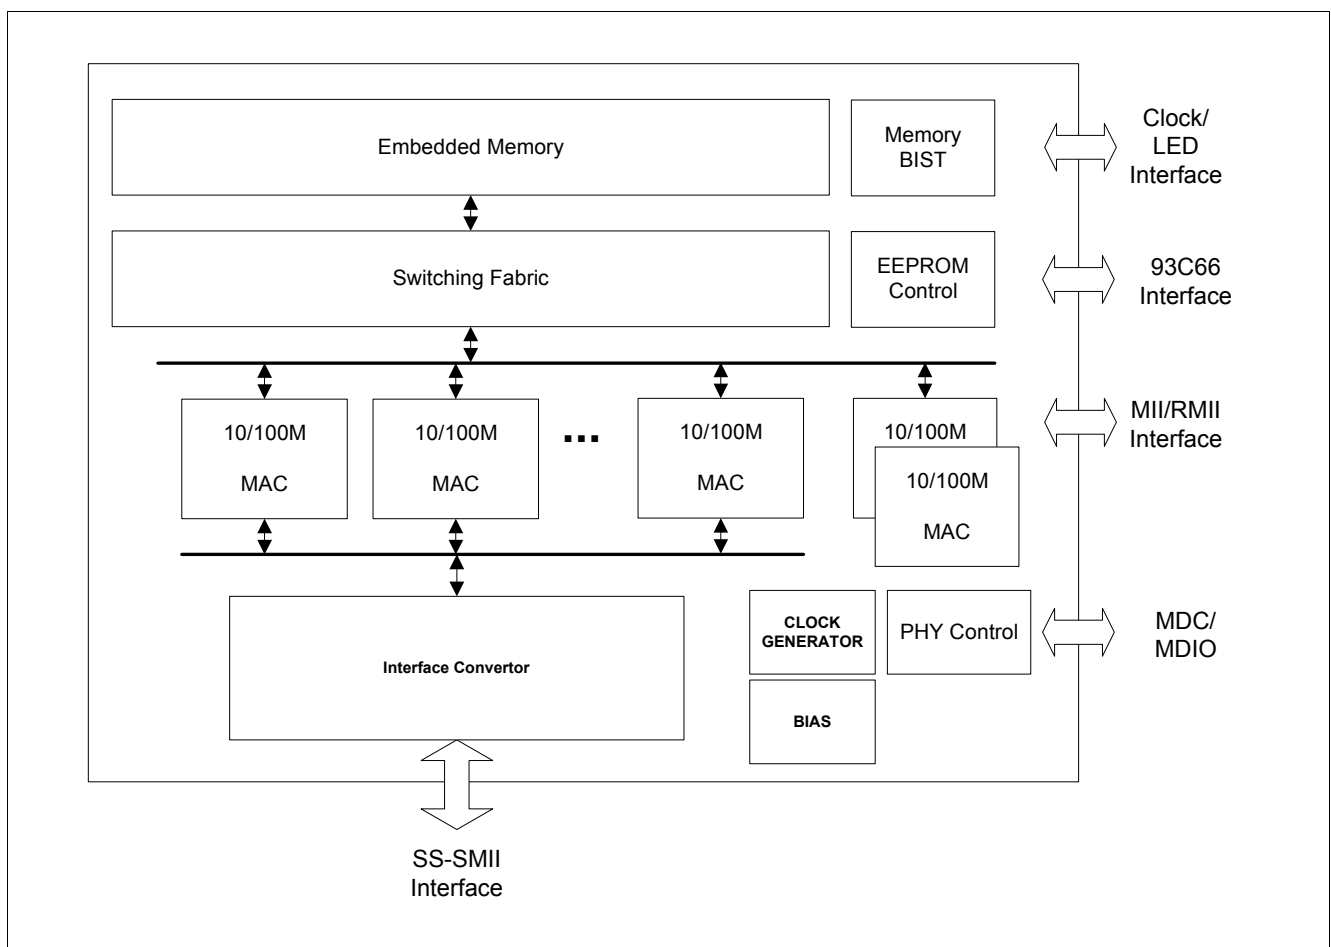 Embedded Memory
Memory
BIST
Clock/
LED
Interface
Switching Fabric
EEPROM
Control
93C66
Interface
10/100M
MAC
10/100M
MAC
...
10/100M
MAC
10/100M
10/100M
MAC
MII/RMII
Interface
Interface Convertor
CLOCK
GENERATOR
PHY Control
MDC/
MDIO
BIAS
SS-SMII
Interface